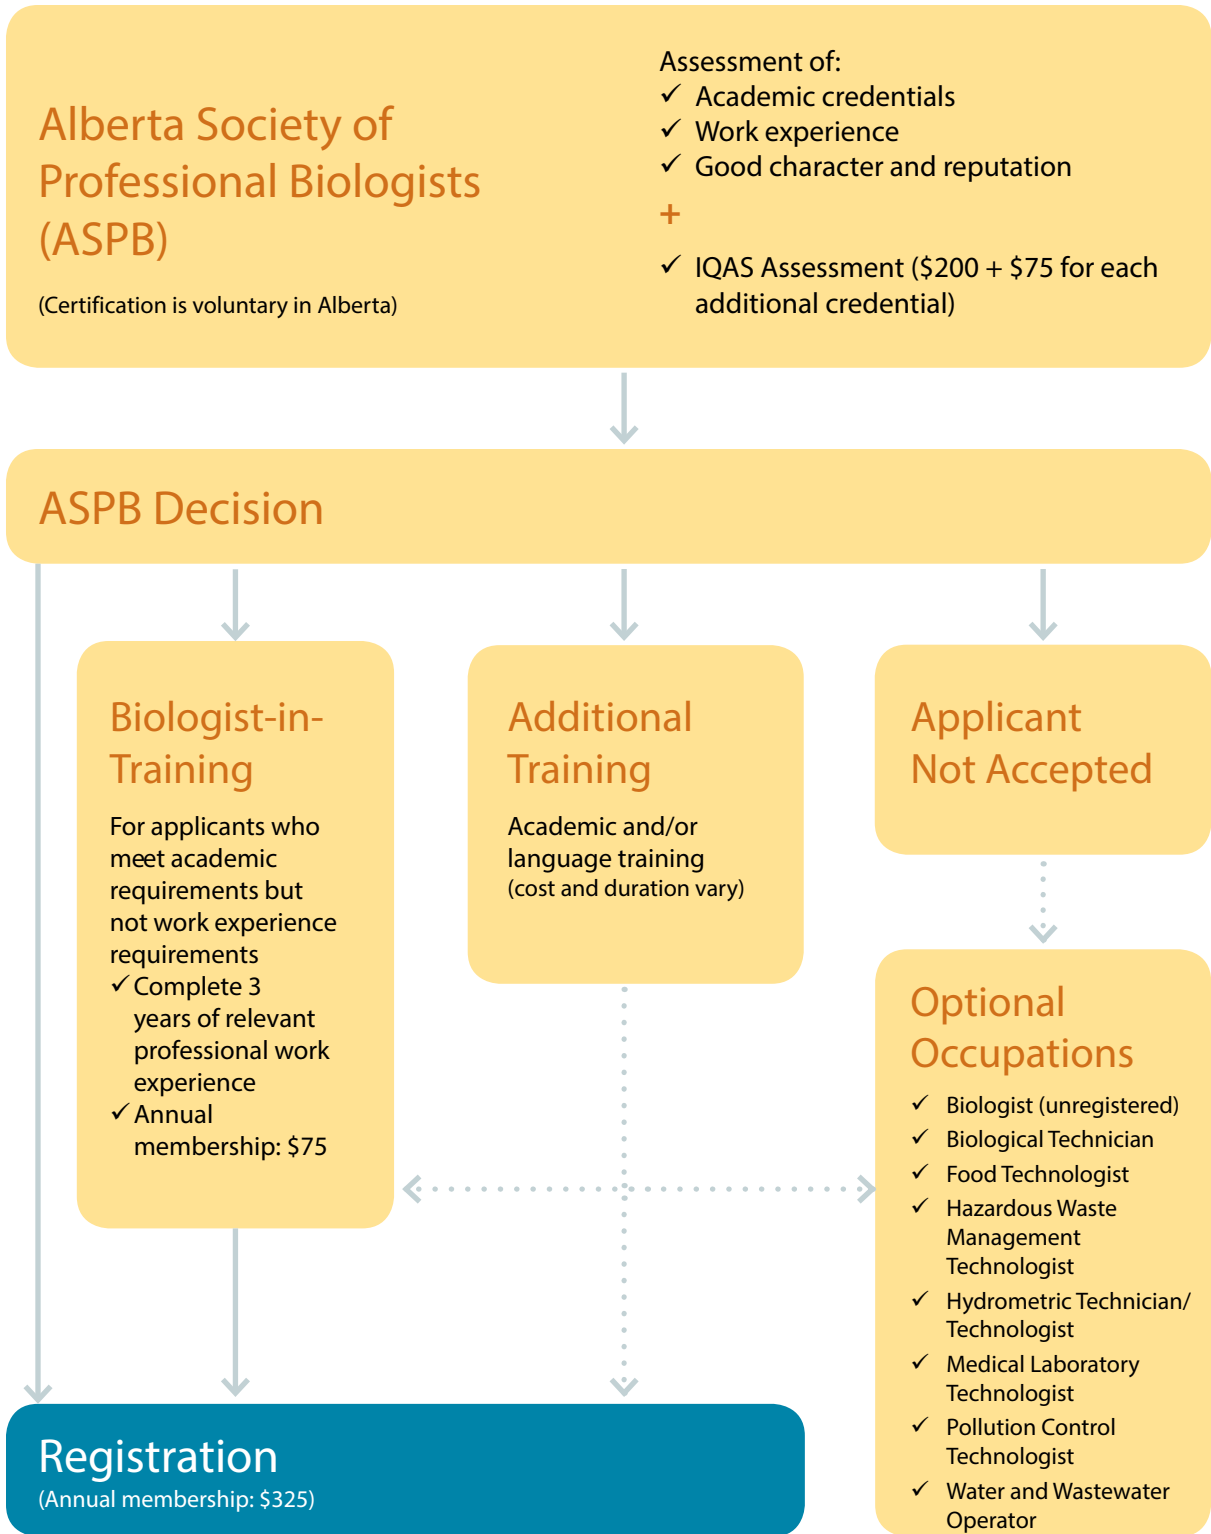 Alberta Society of
Professional Biologists
(ASPB)
(Certification is voluntary in Alberta)
Assessment of:
✓ Academic credentials
✓ Work experience
✓ Good character and reputation
+
✓ IQAS Assessment ($200 + $75 for each
additional credential)
ASPB Decision
Biologist-in-
Training
For applicants who
meet academic
requirements but
not work experience
requirements
✓ Complete 3
years of relevant
professional work
experience
✓ Annual
membership: $75
Additional
Training
Academic and/or
language training
(cost and duration vary)
Applicant
Not Accepted
Optional
Occupations
✓ Biologist (unregistered)
✓ Biological Technician
✓ Food Technologist
✓ Hazardous Waste
Management
Technologist
✓ Hydrometric Technician/
Technologist
✓ Medical Laboratory
Technologist
✓ Pollution Control
Technologist
✓ Water and Wastewater
Operator
Registration
(Annual membership: $325)